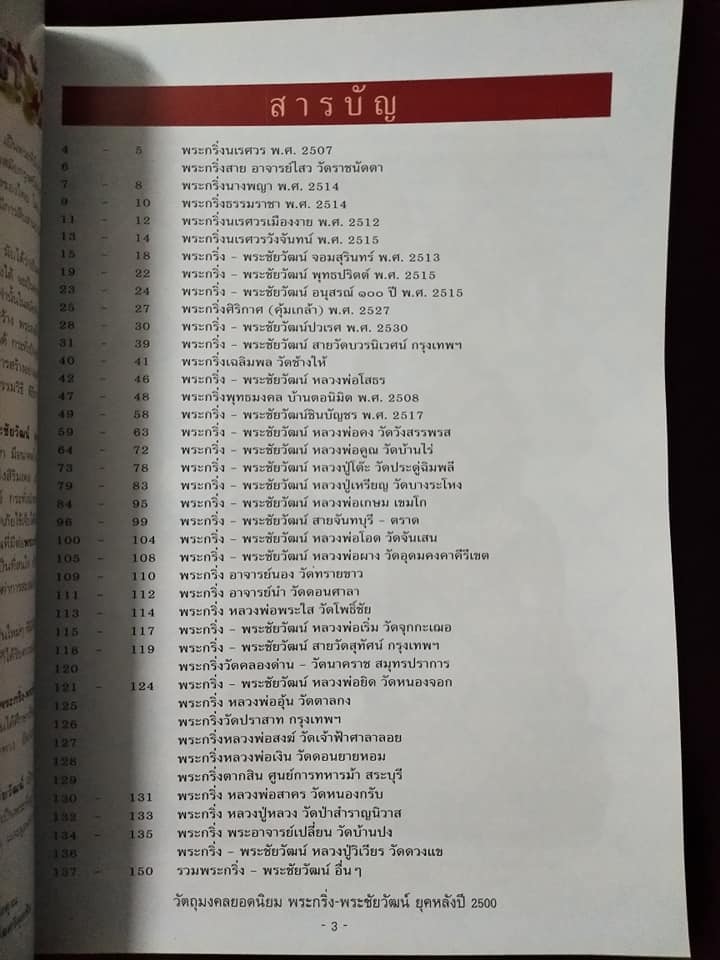 สารบัญ
4 - 5 พระกริ่งนเรศวร พ.ศ. 2507
6 พระกริ่งสาย อาจารย์ไสว วัดราชนัดดา
7 - 8 พระกริ่งนางพญา พ.ศ. 2514
9 - 10 พระกริ่งธรรมราชา พ.ศ. 2514
11 - 12 พระกริ่งนเรศวรเมืองงาย พ.ศ. 2512
13 - 14 พระกริ่งนเรศวรวังจันทน์ พ.ศ. 2515
15 - 18 พระกริ่ง - พระชัยวัฒน์ จอมสุรินทร์ พ.ศ. 2513
19 - 22 พระกริ่ง - พระชัยวัฒน์ พุทธปริตต์ พ.ศ. 2515
23 - 24 พระกริ่ง - พระชัยวัฒน์ อนุสรณ์ ๑๐๐ ปี พ.ศ. 2515
25 - 27 พระกริ่งศิริกาศ (คุ้มเกล้า) พ.ศ. 2527
28 - 30 พระกริ่ง - พระชัยวัฒน์ปวเรศ พ.ศ. 2530
31 - 39 พระกริ่ง - พระชัยวัฒน์ สายวัดบวรนิเวศน์ กรุงเทพฯ
40 - 41 พระกริ่งเฉลิมพล วัดช้างให้
42 - 46 พระกริ่ง - พระชัยวัฒน์ หลวงพ่อโสธร
47 - 48 พระกริ่งพุทธมงคล บ้านตอนิมิต พ.ศ. 2508
49 - 58 พระกริ่ง - พระชัยวัฒน์ชินบัญชร พ.ศ. 2517
59 - 63 พระกริ่ง - พระชัยวัฒน์ หลวงพ่อคง วัดวังสรรพรส
64 - 72 พระกริ่ง - พระชัยวัฒน์ หลวงพ่อคูณ วัดบ้านไร่
73 - 78 พระกริ่ง - พระชัยวัฒน์ หลวงปู่โต๊ะ วัดประดู่ฉิมพลี
79 - 83 พระกริ่ง - พระชัยวัฒน์ หลวงปู่เหรียญ วัดบางระโหง
84 - 95 พระกริ่ง - พระชัยวัฒน์ หลวงพ่อเกษม เขมโก
96 - 99 พระกริ่ง - พระชัยวัฒน์ สายจันทบุรี - ตราด
100 - 104 พระกริ่ง - พระชัยวัฒน์ หลวงพ่อโอด วัดจันเสน
105 - 108 พระกริ่ง - พระชัยวัฒน์ หลวงพ่อผาง วัดอุดมคงคาคีรีเขต
109 - 110 พระกริ่ง อาจารย์นอง วัดทรายขาว
111 - 112 พระกริ่ง อาจารย์นำ วัดดอนศาลา
113 - 114 พระกริ่ง หลวงพ่อพระใส วัดโพธิ์ชัย
115 - 117 พระกริ่ง - พระชัยวัฒน์ หลวงพ่อเริ่ม วัดจุกกะเฌอ
118 - 119 พระกริ่ง - พระชัยวัฒน์ สายวัดสุทัศน์ กรุงเทพฯ
120 พระกริ่งวัดคลองด่าน - วัดนาคราช สมุทรปราการ
121 - 124 พระกริ่ง - พระชัยวัฒน์ หลวงพ่อยิด วัดหนองจอก
125 พระกริ่ง หลวงพ่ออุ้น วัดตาลกง
126 พระกริ่งวัดปราสาท กรุงเทพฯ
127 พระกริ่งหลวงพ่อสงฆ์ วัดเจ้าฟ้าศาลาลอย
128 พระกริ่งหลวงพ่อเงิน วัดดอนยายหอม
129 พระกริ่งตากสิน ศูนย์การทหารม้า สระบุรี
130 - 131 พระกริ่ง หลวงพ่อสาคร วัดหนองกรับ
132 - 133 พระกริ่ง หลวงปู่หลวง วัดป่าสำราญนิวาส
134 - 135 พระกริ่ง พระอาจารย์เปลี่ยน วัดบ้านปง
136 พระกริ่ง - พระชัยวัฒน์ หลวงปู่วิเวียร วัดดวงแข
137 - 150 รวมพระกริ่ง - พระชัยวัฒน์ อื่นๆ
วัตถุมงคลยอดนิยม พระกริ่ง-พระชัยวัฒน์ ยุคหลังปี 2500
- 3 -